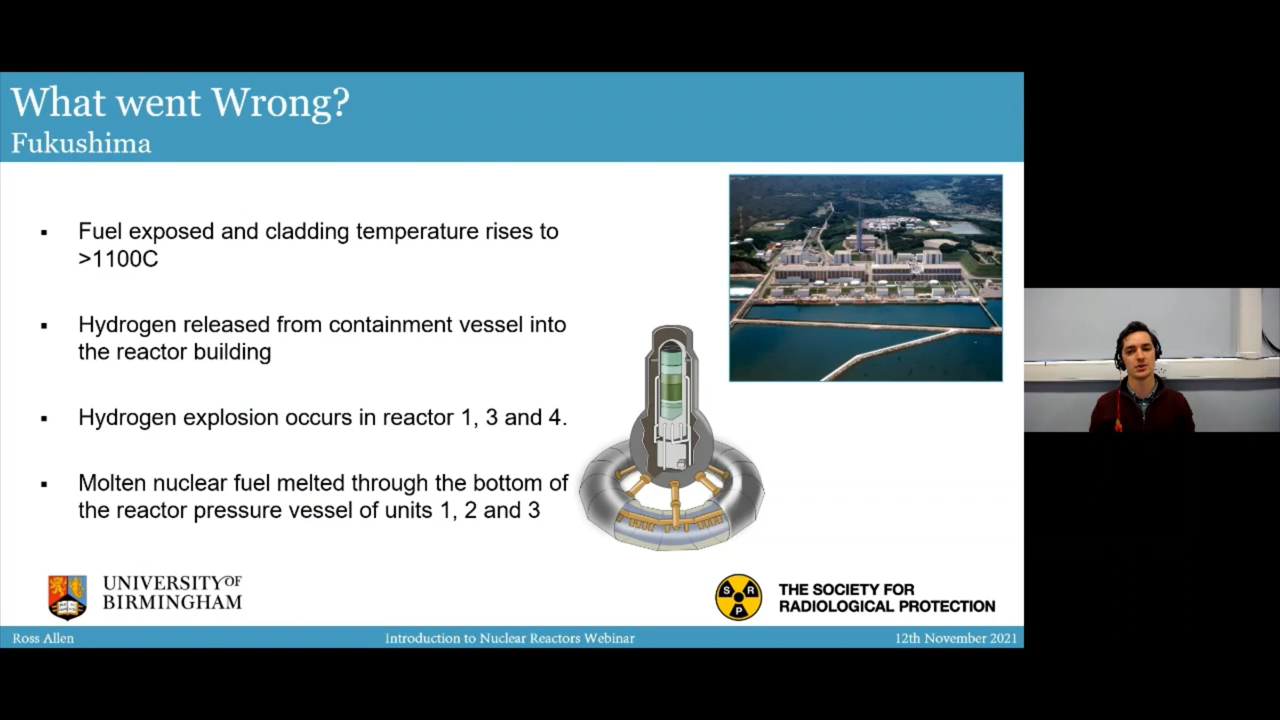 What went Wrong?
Fukushima
▪ Fuel exposed and cladding temperature rises to
>1100C
▪ Hydrogen released from containment vessel into
the reactor building
▪ Hydrogen explosion occurs in reactor 1, 3 and 4.
▪ Molten nuclear fuel melted through the bottom of
the reactor pressure vessel of units 1, 2 and 3
UNIVERSITY OF
BIRMINGHAM
S R
P
THE SOCIETY FOR
RADIOLOGICAL PROTECTION
Ross Allen
Introduction to Nuclear Reactors Webinar
12th November 2021